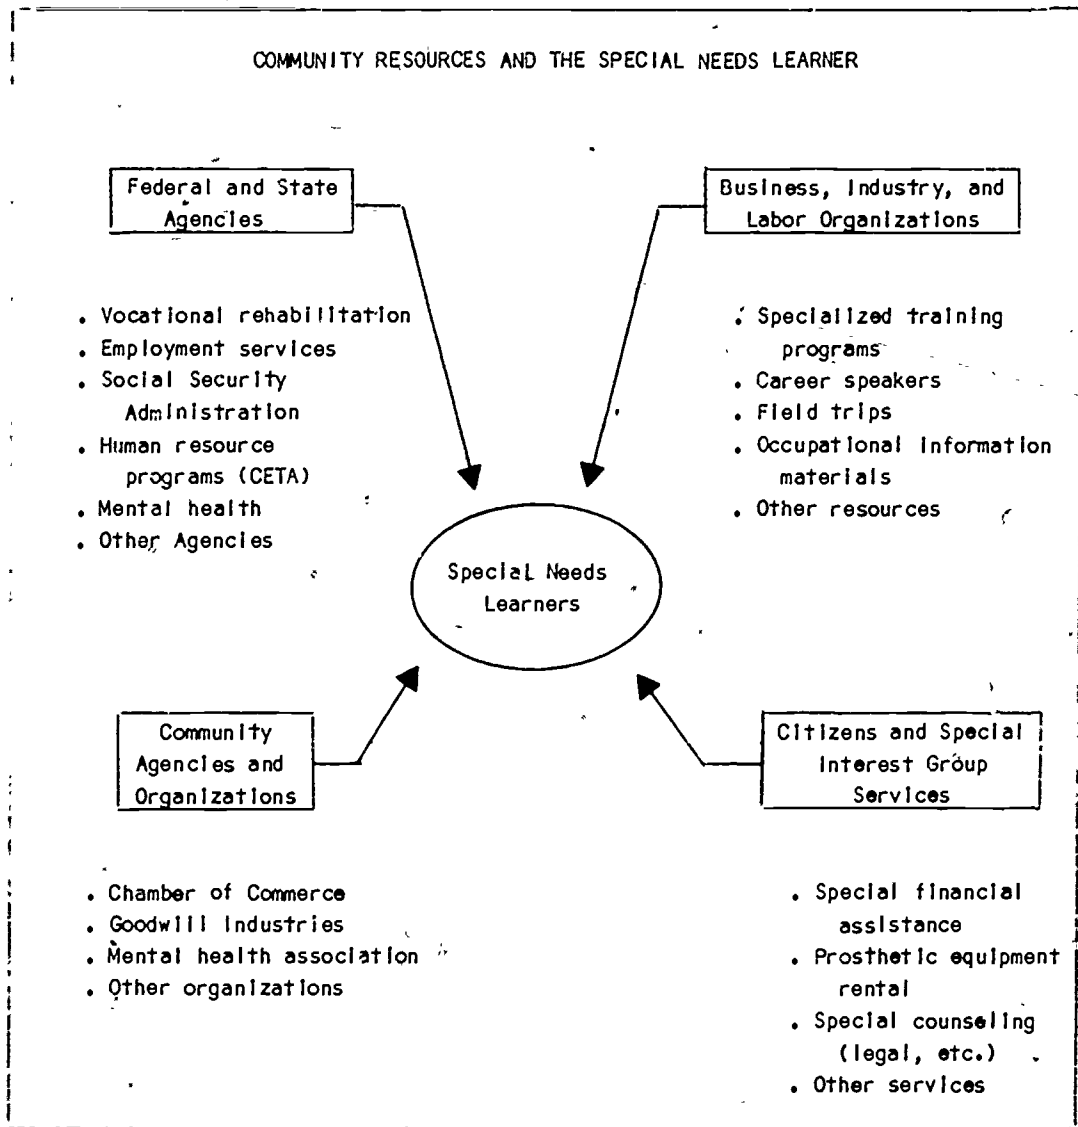 COMMUNITY RESOURCES AND THE SPECIAL NEEDS LEARNER
Federal and State
Agencies
. Vocational rehabilitation
. Employment services
. Social Security
Administration
. Human resource
programs (CETA)
. Mental health
. Other Agencies
Business, Industry, and
Labor Organizations
. Specialized training
programs
. Career speakers
. Field trips
. Occupational information
materials
. Other resources
Special Needs
Learners
Community
Agencies and
Organizations
. Chamber of Commerce
. Goodwill Industries
. Mental health association
. Other organizations
Citizens and Special
Interest Group
Services
. Special financial
assistance
. Prosthetic equipment
rental
. Special counseling
(legal, etc.)
. Other services